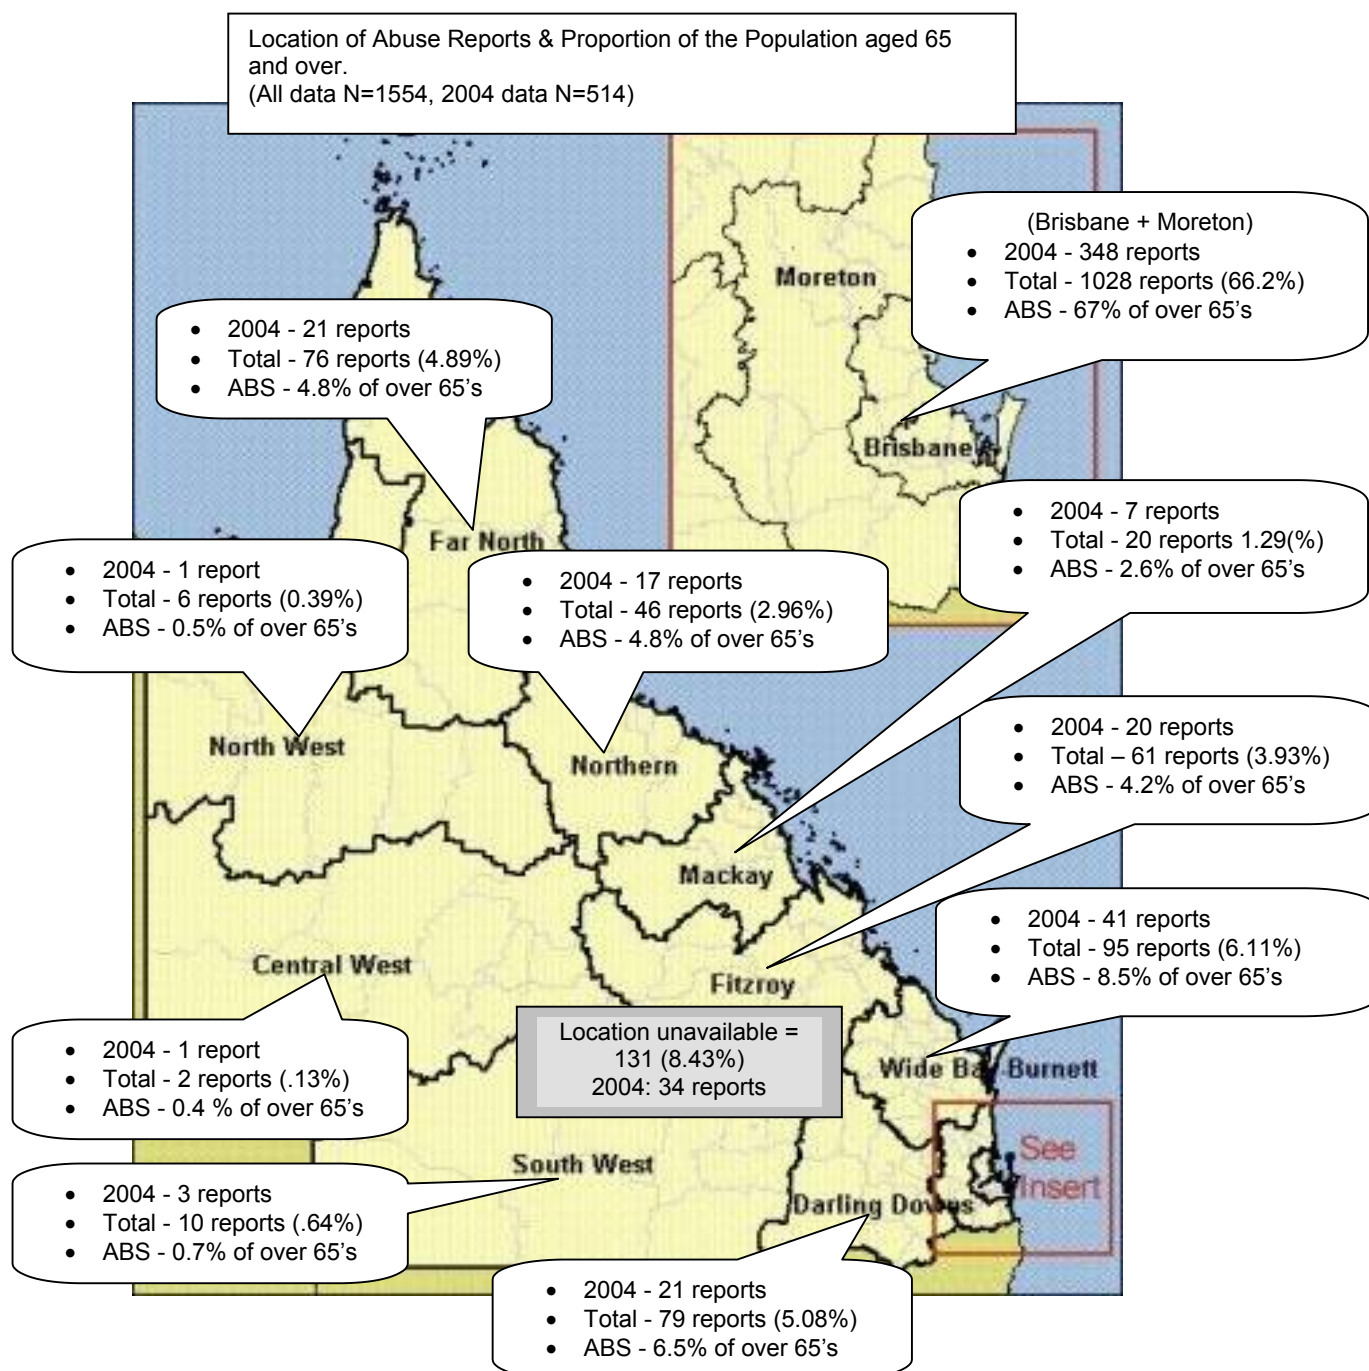 Location of Abuse Reports & Proportion of the Population aged 65
and over.
(All data N=1554, 2004 data N=514)
(Brisbane + Moreton)
• 2004 - 348 reports
• Total - 1028 reports (66.2%)
• ABS - 67% of over 65's
Moreton
Brisbane
• 2004 - 21 reports
• Total - 76 reports (4.89%)
• ABS - 4.8% of over 65's
Far North
• 2004 - 7 reports
• Total - 20 reports 1.29(%)
• ABS - 2.6% of over 65's
• 2004 - 1 report
• Total - 6 reports (0.39%)
• ABS - 0.5% of over 65's
• 2004 - 17 reports
• Total - 46 reports (2.96%)
• ABS - 4.8% of over 65's
North West
Northern
• 2004 - 20 reports
• Total – 61 reports (3.93%)
• ABS - 4.2% of over 65's
Mackay
Central West
Fitzroy
• 2004 - 41 reports
• Total - 95 reports (6.11%)
• ABS - 8.5% of over 65's
Location unavailable =
131 (8.43%)
2004: 34 reports
Wide Ba Burnett
• 2004 - 1 report
• Total - 2 reports (.13%)
• ABS - 0.4 % of over 65's
South West
See
Insert
• 2004 - 3 reports
• Total - 10 reports (.64%)
• ABS - 0.7% of over 65's
Darling Downs
• 2004 - 21 reports
• Total - 79 reports (5.08%)
• ABS - 6.5% of over 65's